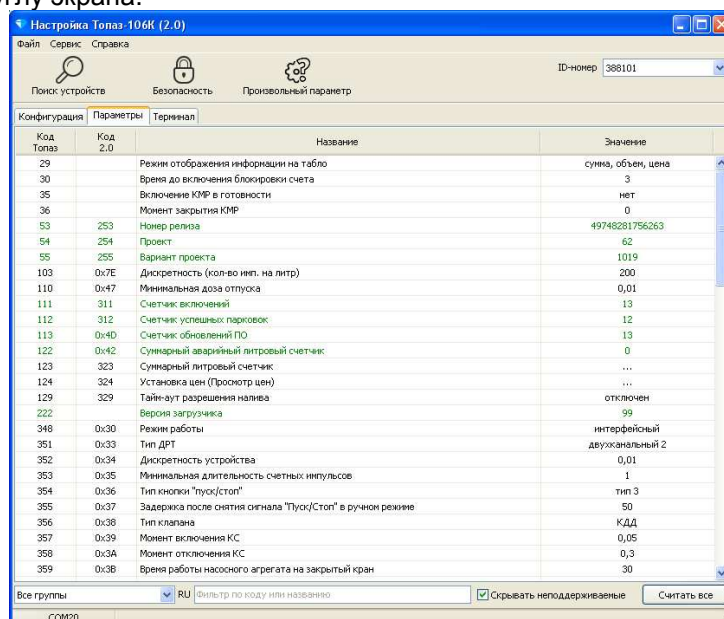 углу экрана.
Настройка Топаз-106К (2.0)
Файл Сервис Справка
Поиск устройств Безопасность Произвольный параметр ID-номер 388101
Конфигурация Параметры Терминал
Код Топаз Код 2.0 Название Значение
29 Режим отображения информации на табло сумма, объем, цена
30 Время до включения блокировки счета 3
35 Включение КМР в готовности нет
36 Момент закрытия КМР 0
53 253 Номер релиза 49748281756263
54 254 Проект 62
55 255 Вариант проекта 1019
103 0x7E Дискретность (кол-во имп. на литр) 200
110 0x47 Минимальная доза отпуска 0,01
111 311 Счетчик включений 13
112 312 Счетчик успешных парковок 12
113 0x4D Счетчик обновлений ПО 13
122 0x42 Суммарный аварийный литровый счетчик 0
123 323 Суммарный литровый счетчик ...
124 324 Установка цен (Просмотр цен) ...
129 329 Тайм-аут разрешения налива отключен
222 Версия загрузчика 99
348 0x30 Режим работы интерфейсный
351 0x33 Тип ДРТ двухканальный 2
352 0x34 Дискретность устройства 0,01
353 0x35 Минимальная длительность счетных импульсов 1
354 0x36 Тип кнопки "пуск/стоп" тип 3
355 0x37 Задержка после снятия сигнала "Пуск/Стоп" в ручном режиме 50
356 0x38 Тип клапана КДД
357 0x39 Момент включения КС 0,05
358 0x3A Момент отключения КС 0,3
359 0x3B Время работы насосного агрегата на закрытый кран 30
Все группы RU Фильтр по коду или названию Скрывать неподдерживаемые Считать все
COM20